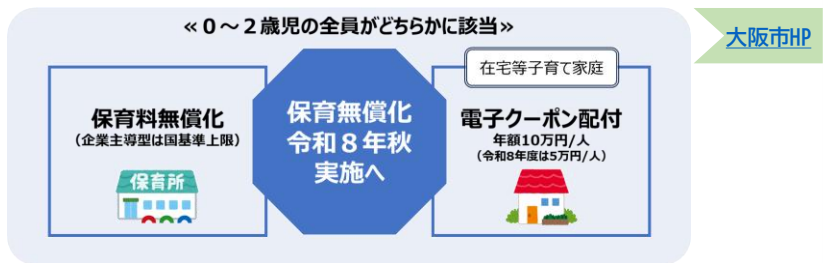 ≪０～２歳児の全員がどちらかに該当≫
大阪市HP
保育料無償化
（企業主導型は国基準上限）
保育所
保育無償化
令和８年秋
実施へ
在宅等子育て家庭
電子クーポン配付
年額10万円/人
（令和8年度は5万円/人）